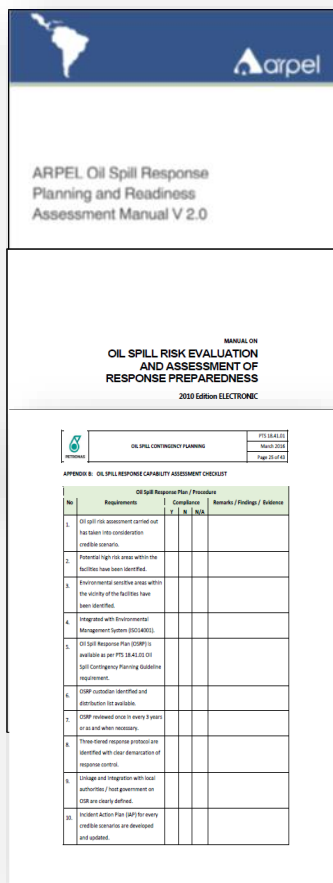 arpel
ARPEL Oil Spill Response
Planning and Readiness
Assessment Manual V 2.0
MANUAL ON
OIL SPILL RISK EVALUATION
AND ASSESSMENT OF
RESPONSE PREPAREDNESS
2010 Edition ELECTRONIC
PETRONAS
OIL SPILL CONTINGENCY PLANNING
PTS 18.41.01
March 2018
Page 25 of 43
APPENDIX B: OIL SPILL RESPONSE CAPABILITY ASSESSMENT CHECKLIST
Oil Spill Response Plan / Procedure
No Requirements Compliance Remarks / Findings / Evidence
Y N N/A
1. Oil spill risk assessment carried out
has taken into consideration
credible scenario.
2. Potential high risk areas within the
facilities have been identified.
3. Environmental sensitive areas within
the vicinity of the facilities have
been identified.
4. Integrated with Environmental
Management System (ISO14001).
5. Oil Spill Response Plan (OSRP) is
available as per PTS 18.41.01 Oil
Spill Contingency Planning Guideline
requirement.
6. OSRP custodian identified and
distribution list available.
7. OSRP reviewed once in every 3 years
or as and when necessary.
8. Three-tiered response protocol are
identified with clear demarcation of
response control.
9. Linkage and integration with local
authorities / host government on
OSR are clearly defined.
10. Incident Action Plan (IAP) for every
credible scenarios are developed
and updated.